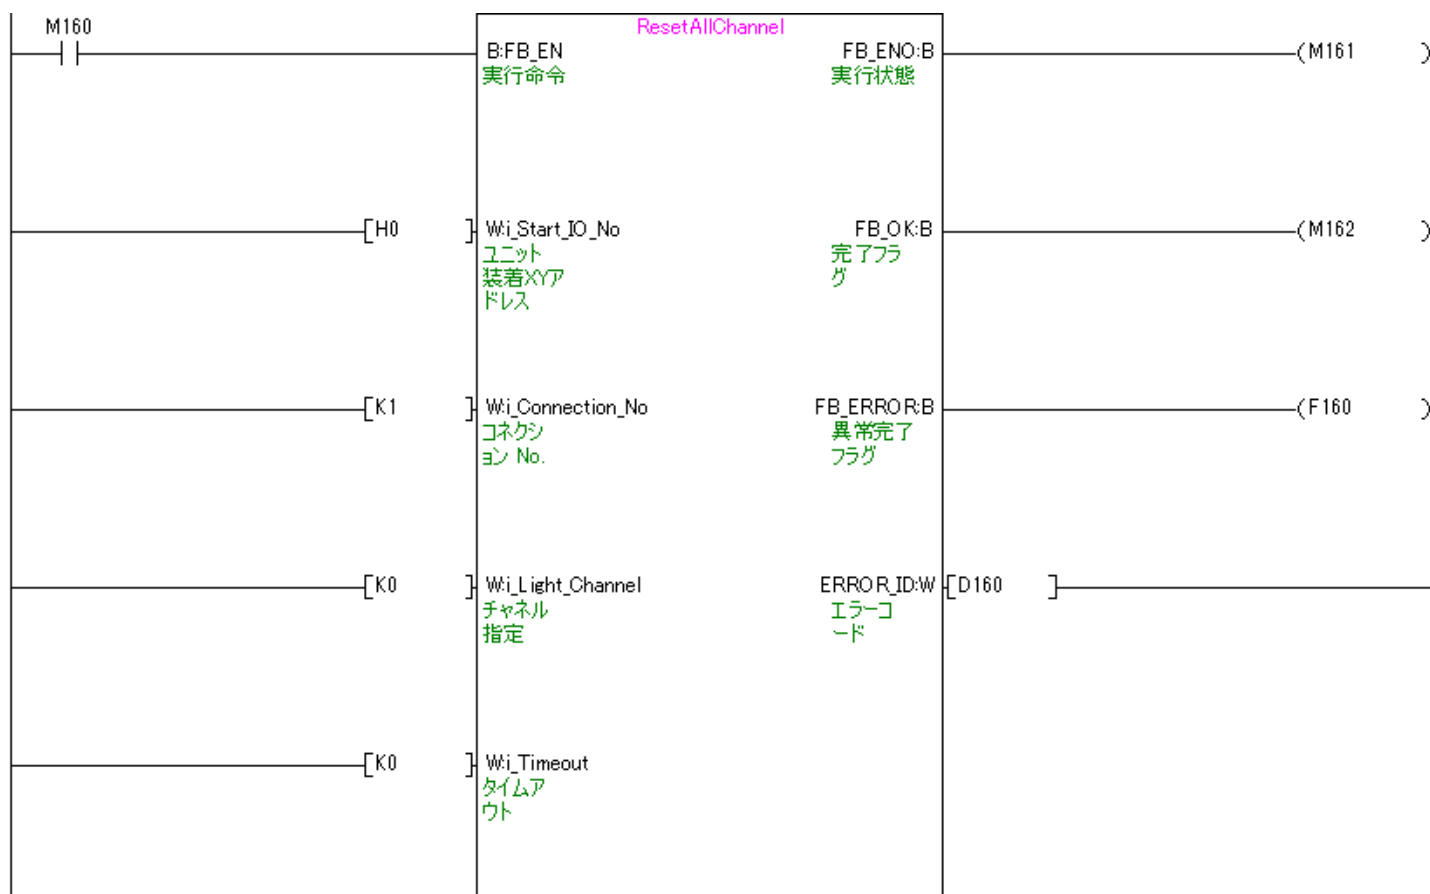 M160
ResetAllChannel
B:FB_EN
FB_ENO:B
(M161 )
実行命令
実行状態
[H0 ]
W:i_Start_IO_No
FB_OK:B
(M162 )
ユニット
装着XYア
ドレス
完了フラ
グ
[K1 ]
W:i_Connection_No
FB_ERROR:B
(F160 )
コネクシ
ョン No.
異常完了
フラグ
[K0 ]
W:i_Light_Channel
ERROR_ID:W
[D160 ]
チャネル
指定
エラーコ
ード
[K0 ]
W:i_Timeout
タイムア
ウト